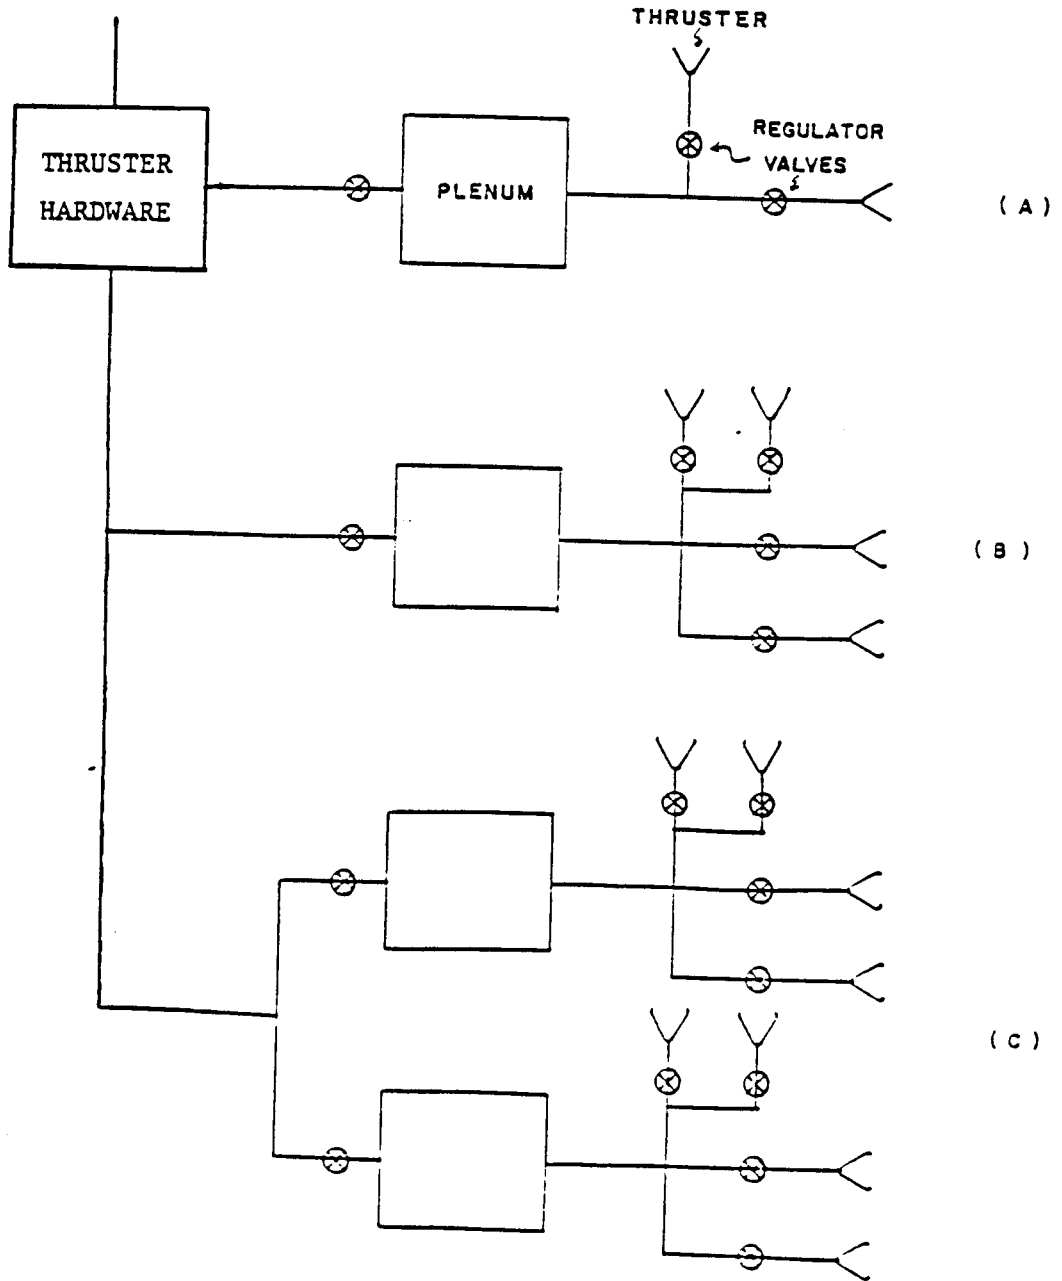 THRUSTER
THRUSTER
HARDWARE
PLENUM
REGULATOR
VALVES
( A )
( B )
( C )